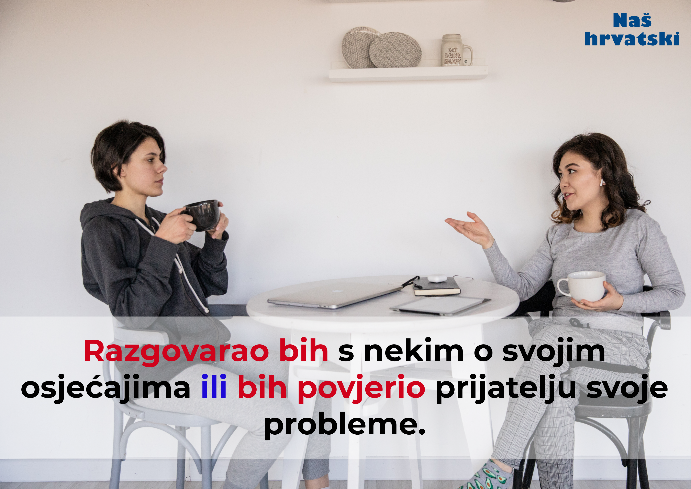 Naš
hrvatski
Razgovarao bih s nekim o svojim
osjećajima ili bih povjerio prijatelju svoje
probleme.